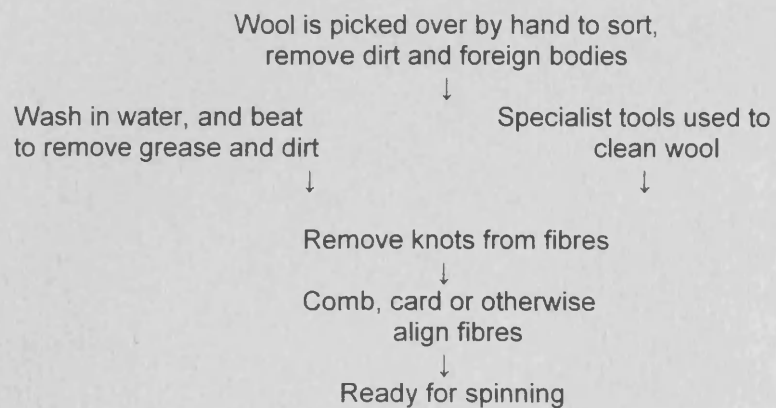 Wool is picked over by hand to sort,
remove dirt and foreign bodies
↓
Wash in water, and beat
to remove grease and dirt
↓
Specialist tools used to
clean wool
↓
Remove knots from fibres
↓
Comb, card or otherwise
align fibres
↓
Ready for spinning